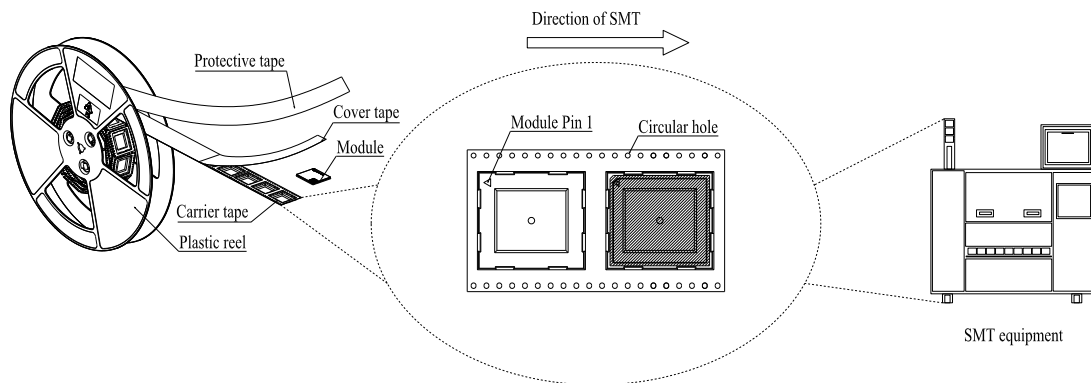 Direction of SMT
Protective tape
Cover tape
Module Pin 1
Circular hole
Module
Carrier tape
Plastic reel
SMT equipment